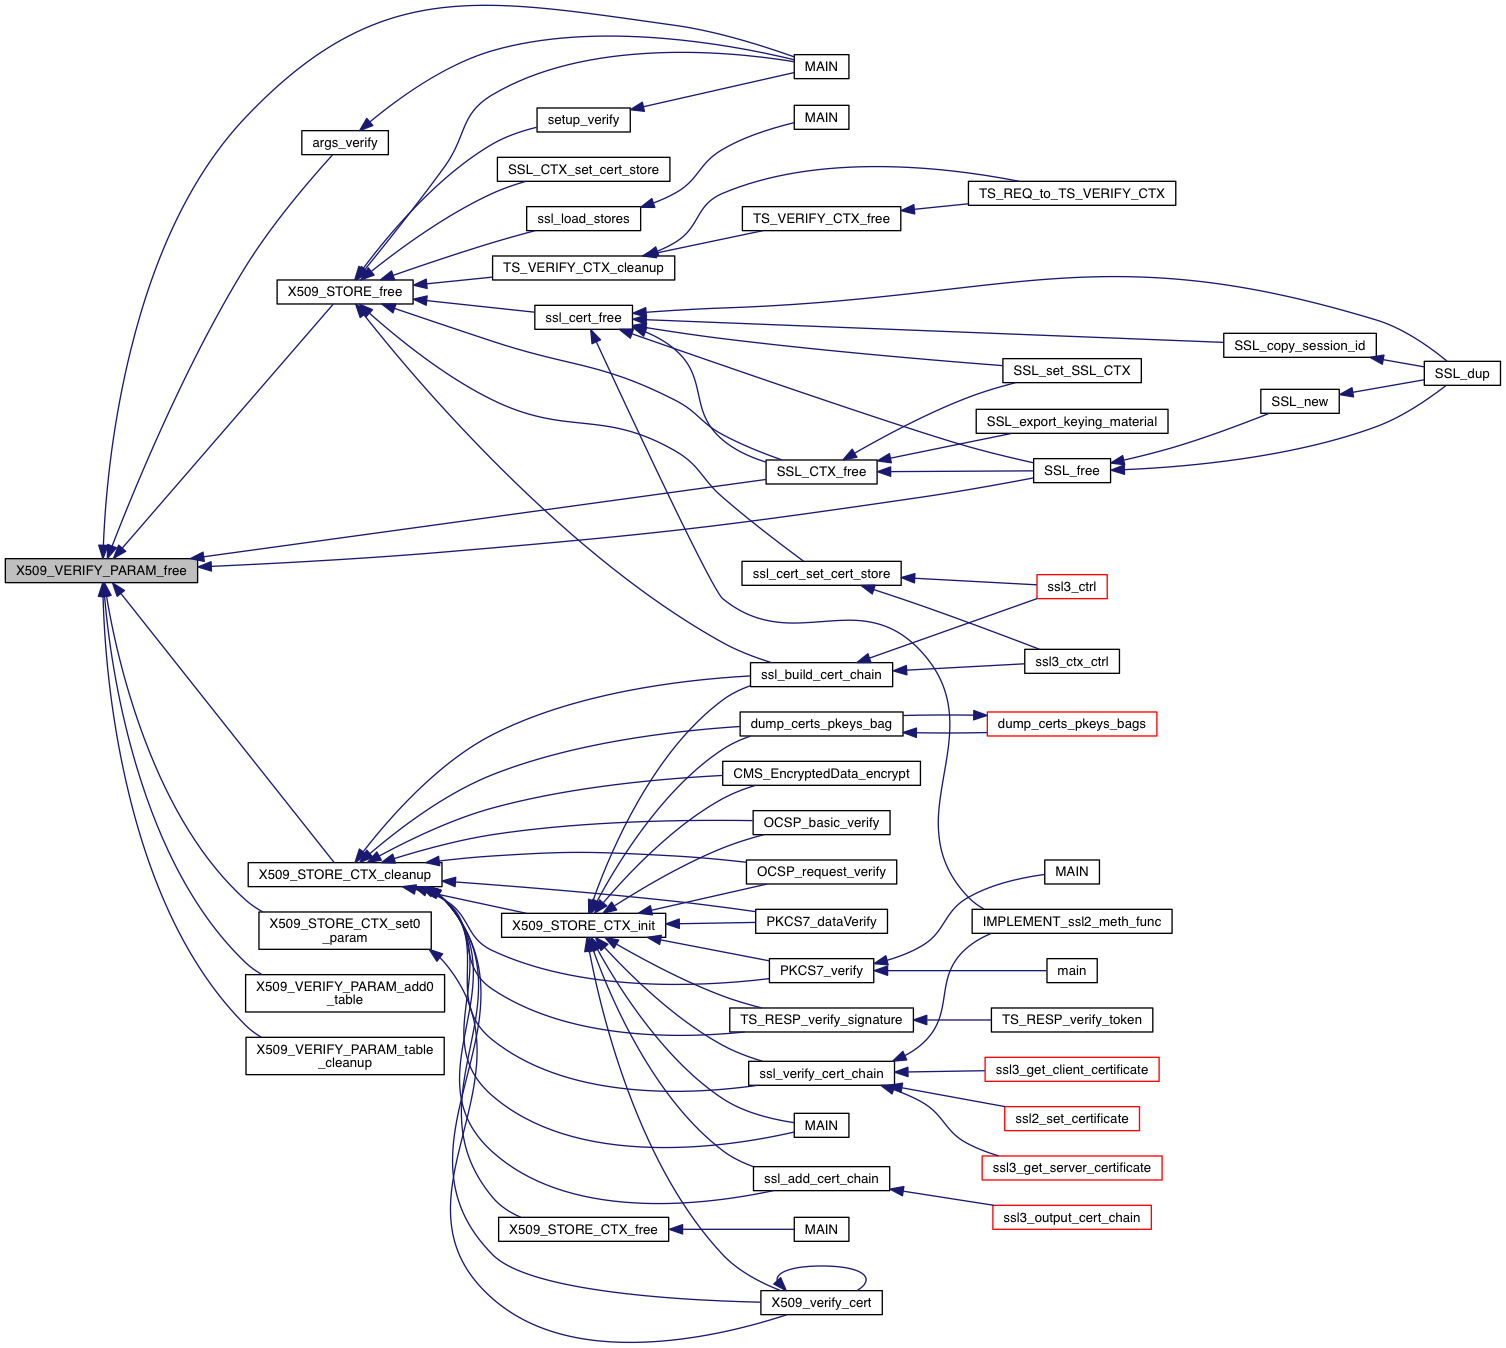 MAIN
MAIN
setup_verify
args_verify
SSL_CTX_set_cert_store
TS_REQ_to_TS_VERIFY_CTX
ssl_load_stores
TS_VERIFY_CTX_free
TS_VERIFY_CTX_cleanup
X509_STORE_free
ssl_cert_free
SSL_copy_session_id
SSL_set_SSL_CTX
SSL_dup
SSL_new
SSL_export_keying_material
SSL_CTX_free
SSL_free
X509_VERIFY_PARAM_free
ssl_cert_set_cert_store
ssl3_ctrl
ssl3_ctx_ctrl
ssl_build_cert_chain
dump_certs_pkeys_bag
dump_certs_pkeys_bags
CMS_EncryptedData_encrypt
OCSP_basic_verify
X509_STORE_CTX_cleanup
OCSP_request_verify
MAIN
X509_STORE_CTX_set0
_param
X509_STORE_CTX_init
PKCS7_dataVerify
IMPLEMENT_ssl2_meth_func
PKCS7_verify
main
X509_VERIFY_PARAM_add0
_table
TS_RESP_verify_signature
TS_RESP_verify_token
X509_VERIFY_PARAM_table
_cleanup
ssl_verify_cert_chain
ssl3_get_client_certificate
MAIN
ssl2_set_certificate
ssl3_get_server_certificate
ssl_add_cert_chain
ssl3_output_cert_chain
X509_STORE_CTX_free
MAIN
X509_verify_cert